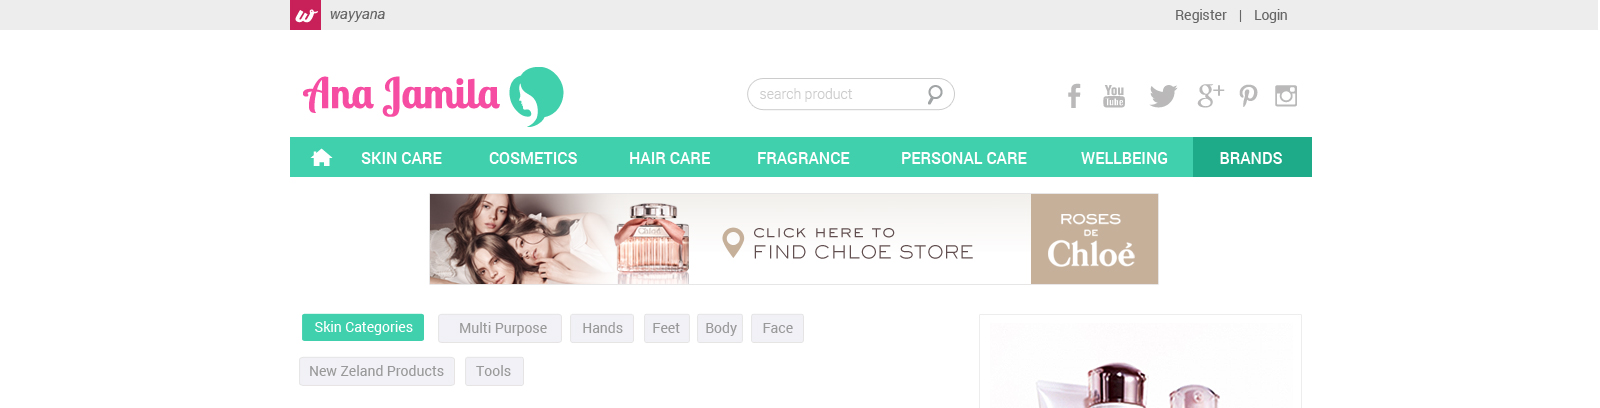 wayyana
Register | Login
Ana Jamila
search product
You
Tube
g+
SKIN CARE COSMETICS HAIR CARE FRAGRANCE PERSONAL CARE WELLBEING BRANDS
Chloé
CLICK HERE TO
FIND CHLOE STORE
ROSES
DE
Chloé
Skin Categories Multi Purpose Hands Feet Body Face
New Zeland Products Tools